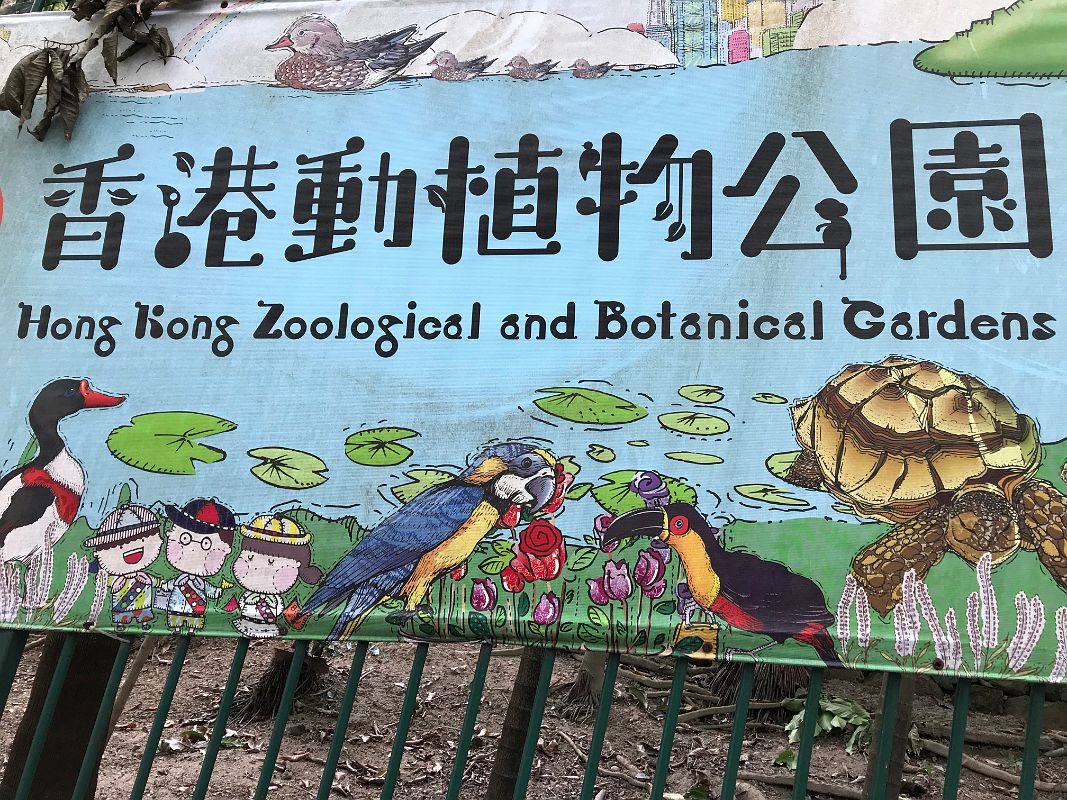 香港動植物公園
Hong Kong Zoological and Botanical Gardens